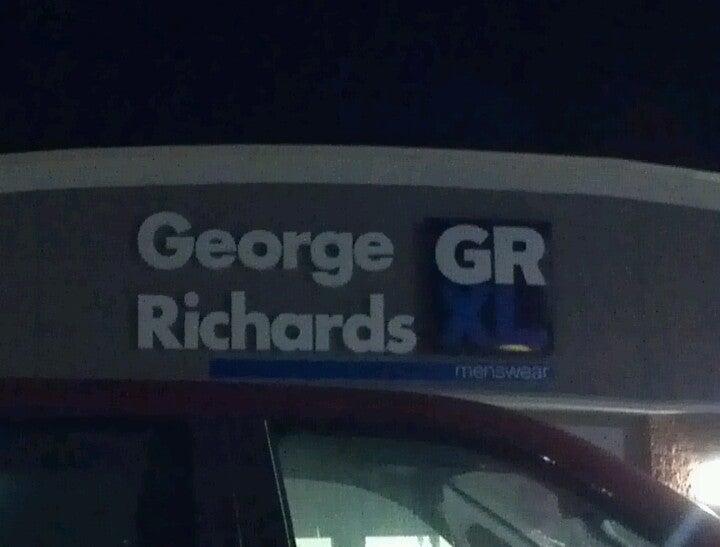 George
Richards
GR
XL
menswear